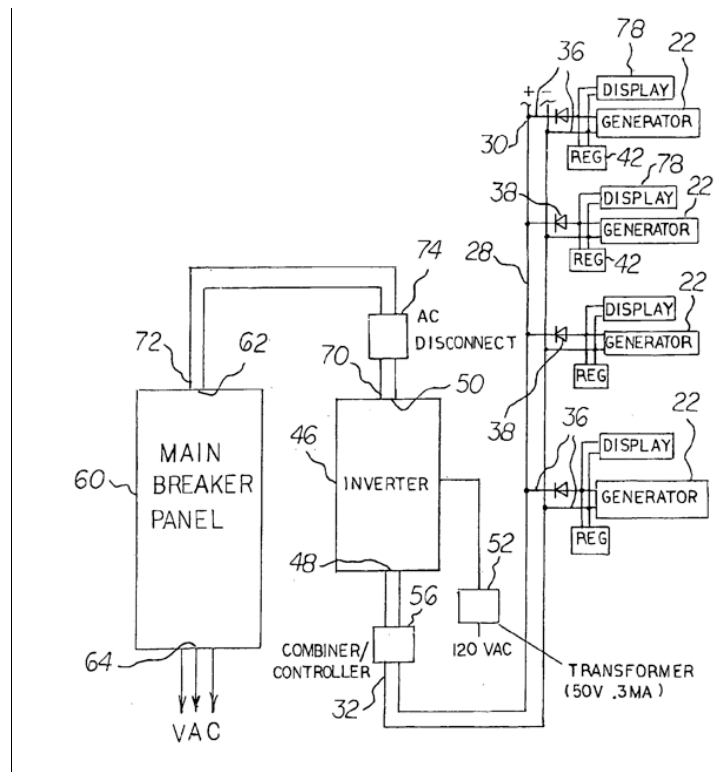 78
22
36
DISPLAY
+ -
GENERATOR
30
REG
42
78
38
DISPLAY
22
GENERATOR
REG
42
74
28
AC
DISCONNECT
DISPLAY
22
GENERATOR
REG
38
72
62
70
50
36
DISPLAY
22
GENERATOR
REG
MAIN
BREAKER
PANEL
60
46
INVERTER
48
52
56
64
COMBINER/
CONTROLLER
32
120 VAC
TRANSFORMER
(50V .3MA)
VAC